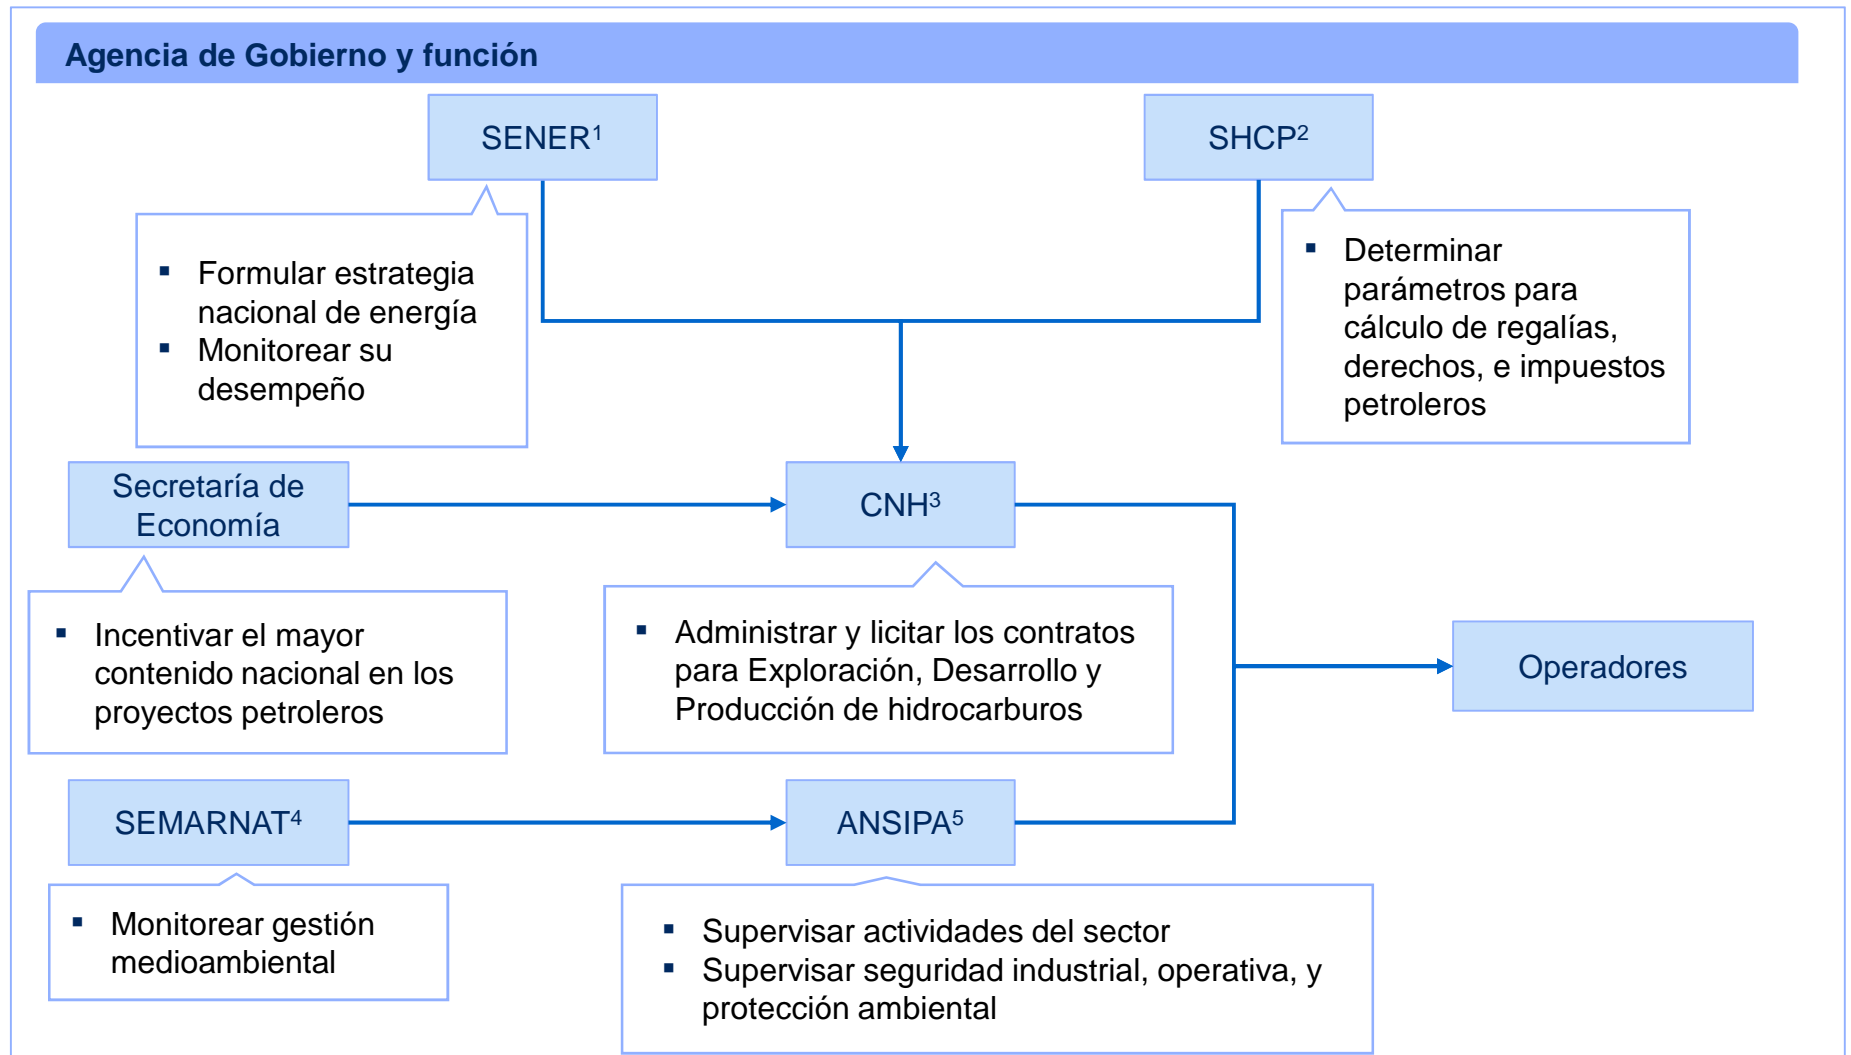 Agencia de Gobierno y función
SENER¹
SHCP²
▪ Formular estrategia
nacional de energía
▪ Monitorear su
desempeño
▪ Determinar
parámetros para
cálculo de regalías,
derechos, e impuestos
petroleros
Secretaría de
Economía
CNH³
▪ Incentivar el mayor
contenido nacional en los
proyectos petroleros
▪ Administrar y licitar los contratos
para Exploración, Desarrollo y
Producción de hidrocarburos
Operadores
SEMARNAT⁴
ANSIPA⁵
▪ Monitorear gestión
medioambiental
▪ Supervisar actividades del sector
▪ Supervisar seguridad industrial, operativa, y
protección ambiental